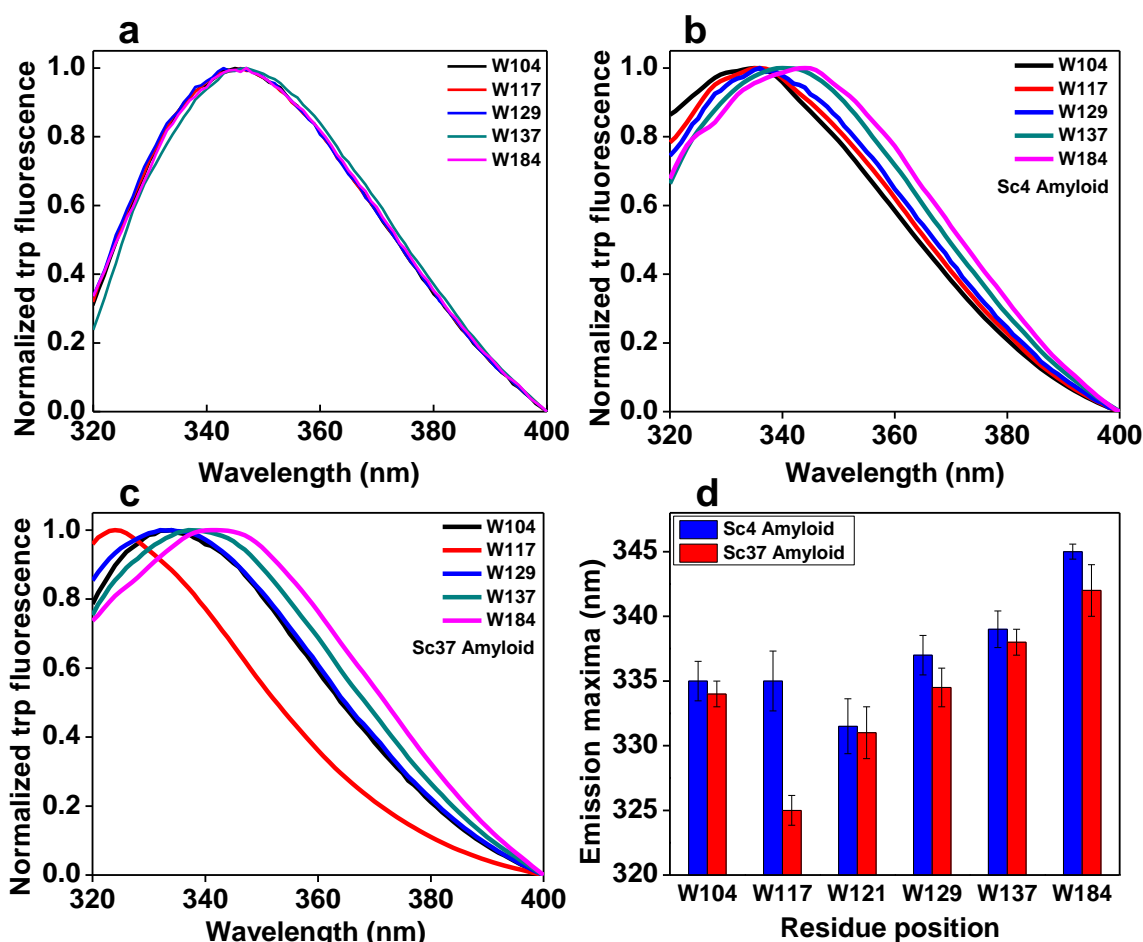 a
Normalized trp fluorescence
1.0
0.8
0.6
0.4
0.2
0.0
W104
W117
W129
W137
W184
320 340 360 380 400
Wavelength (nm)
b
Normalized trp fluorescence
1.0
0.8
0.6
0.4
0.2
0.0
W104
W117
W129
W137
W184
Sc4 Amyloid
320 340 360 380 400
Wavelength (nm)
c
Normalized trp fluorescence
1.0
0.8
0.6
0.4
0.2
0.0
W104
W117
W129
W137
W184
Sc37 Amyloid
320 340 360 380 400
Wavelength (nm)
d
Emission maxima (nm)
345
340
335
330
325
320
Sc4 Amyloid
Sc37 Amyloid
W104 W117 W121 W129 W137 W184
Residue position